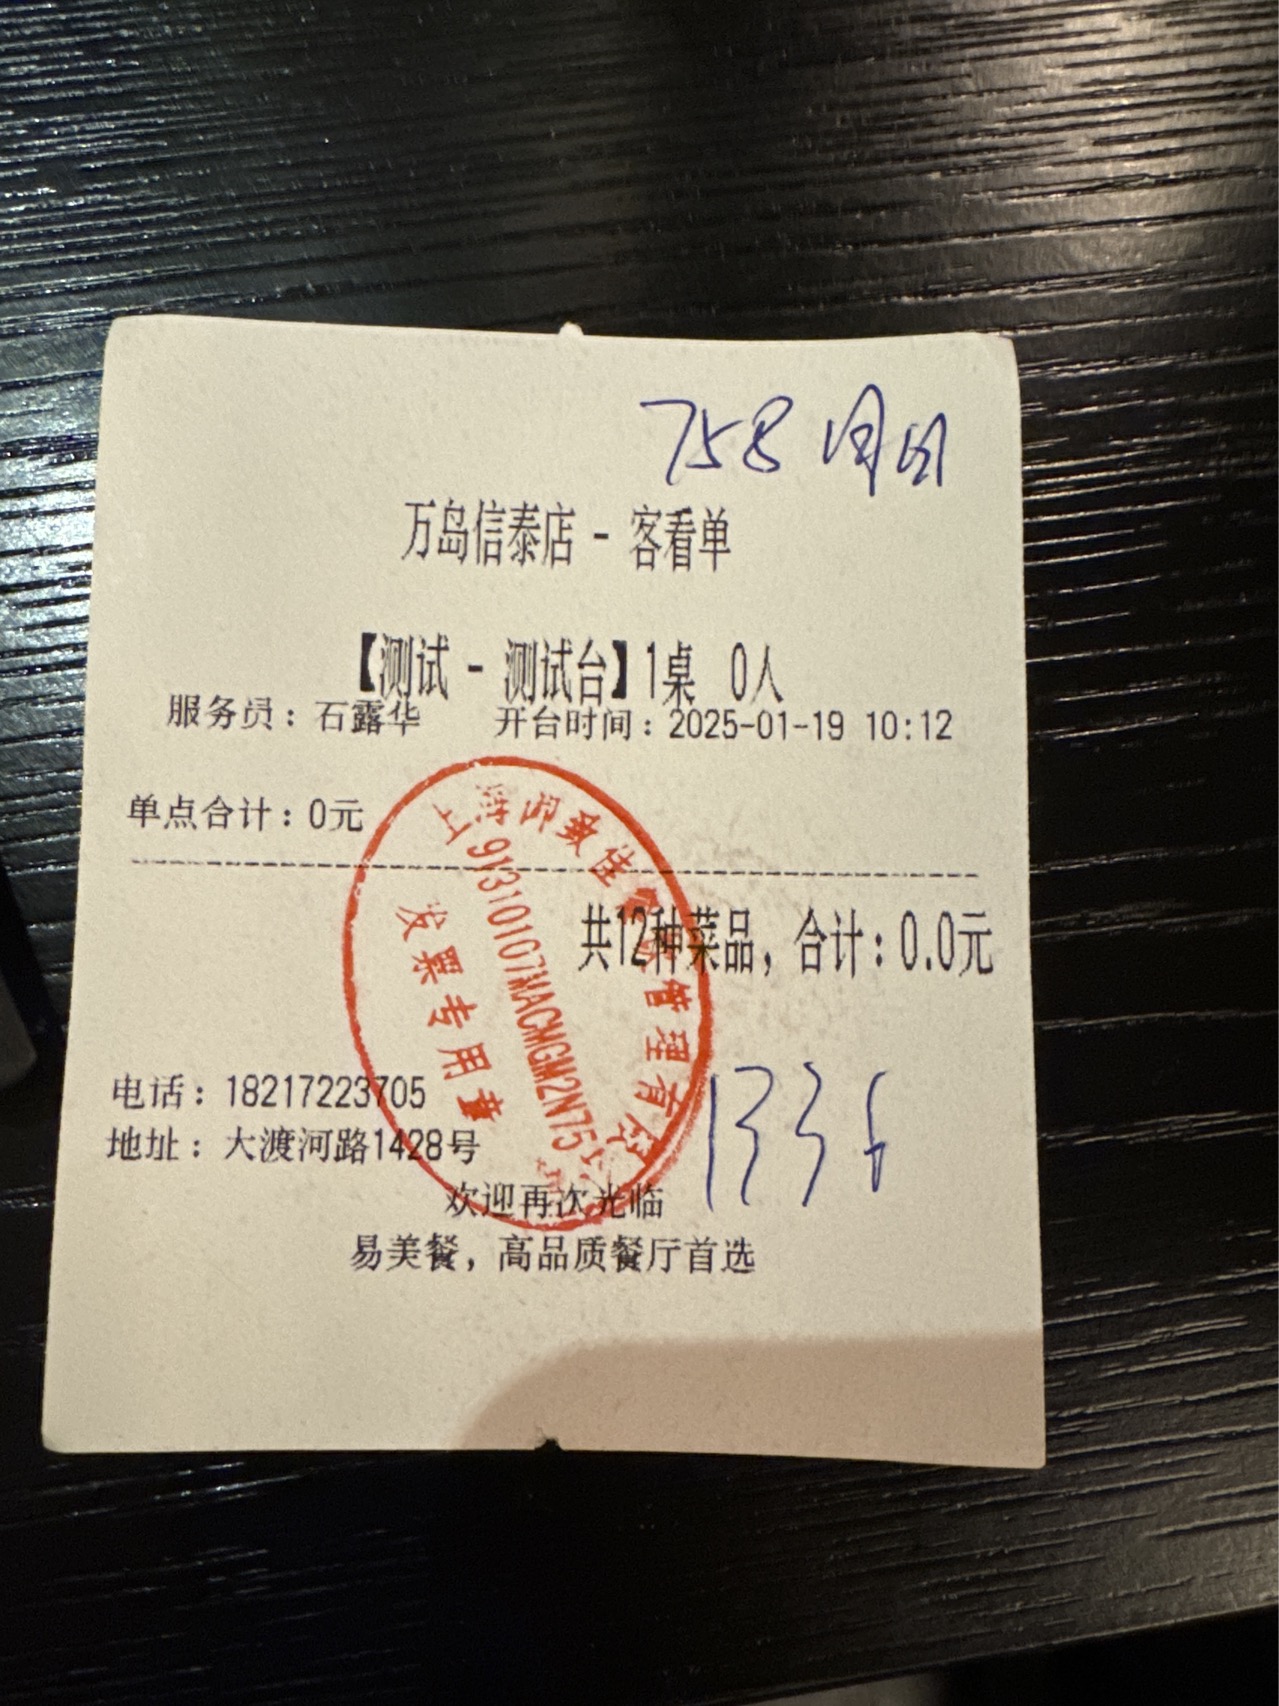 758
万岛信泰店 - 客看单
【测试 - 测试台】1桌 0人
服务员：石露华 开台时间：2025-01-19 10:12
单点合计：0元
共12种菜品，合计：0.0元
电话：18217223705
地址：大渡河路1428号
欢迎再次光临
易美餐，高品质餐厅首选
133
91310107MACMGM2N75
发票专用章